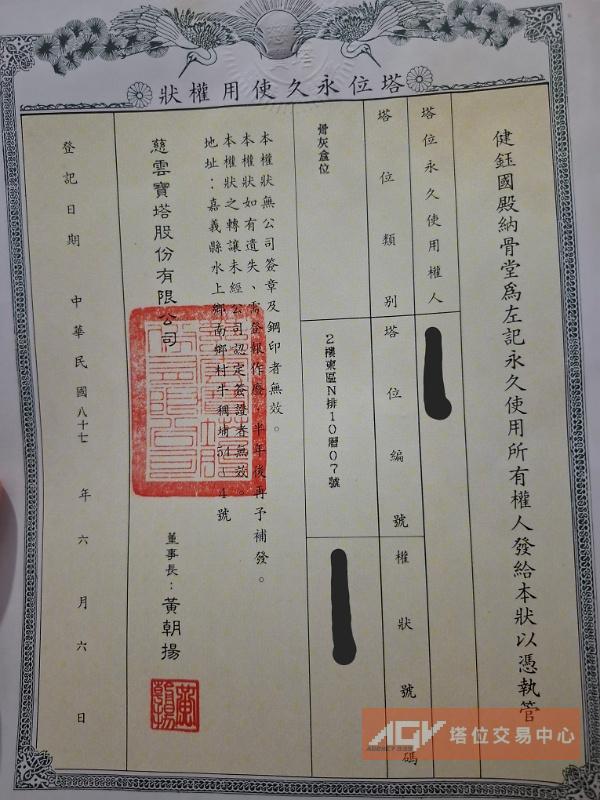 塔位永久使用權狀
健鈺國殿納骨堂為左記永久使用所有權人發給本狀以憑執管
塔位永久使用權人
塔位類別
塔位編號
權狀號碼
骨灰盒位
2樓東區N排10層07號
本權狀無公司簽章及鋼印者無效。
本權狀如有遺失、需登報作廢，半年後再予補發。
本權狀之轉讓未經公司認定簽證者無效。
地址：嘉義縣水上鄉南鄉村牛稠埔54 4號
慈雲寶塔股份有限公司
董事長：黃朝揚
登記日期 中華民國八十七年六月六日
AGV 塔位交易中心